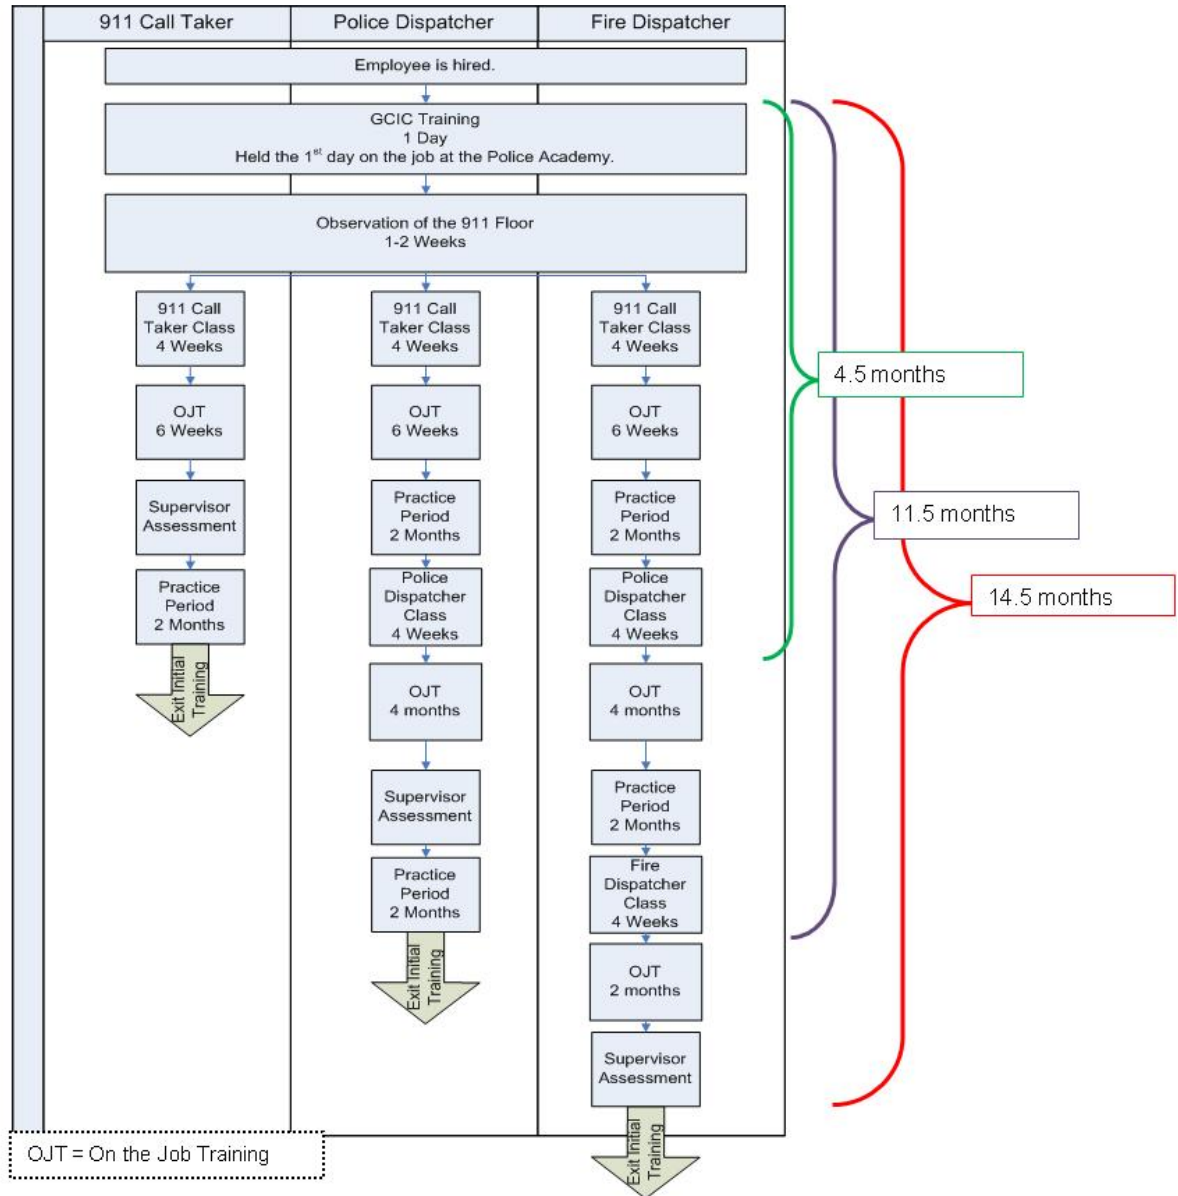 911 Call Taker
Police Dispatcher
Fire Dispatcher
Employee is hired.
GCIC Training
1 Day
Held the 1st day on the job at the Police Academy.
Observation of the 911 Floor
1-2 Weeks
911 Call
Taker Class
4 Weeks
OJT
6 Weeks
Supervisor
Assessment
Practice
Period
2 Months
Exit Initial
Training
911 Call
Taker Class
4 Weeks
OJT
6 Weeks
Practice
Period
2 Months
Police
Dispatcher
Class
4 Weeks
OJT
4 months
Supervisor
Assessment
Practice
Period
2 Months
Exit Initial
Training
911 Call
Taker Class
4 Weeks
OJT
6 Weeks
Practice
Period
2 Months
Police
Dispatcher
Class
4 Weeks
OJT
4 months
Practice
Period
2 Months
Fire
Dispatcher
Class
4 Weeks
OJT
2 months
Supervisor
Assessment
Exit Initial
Training
4.5 months
11.5 months
14.5 months
OJT = On the Job Training